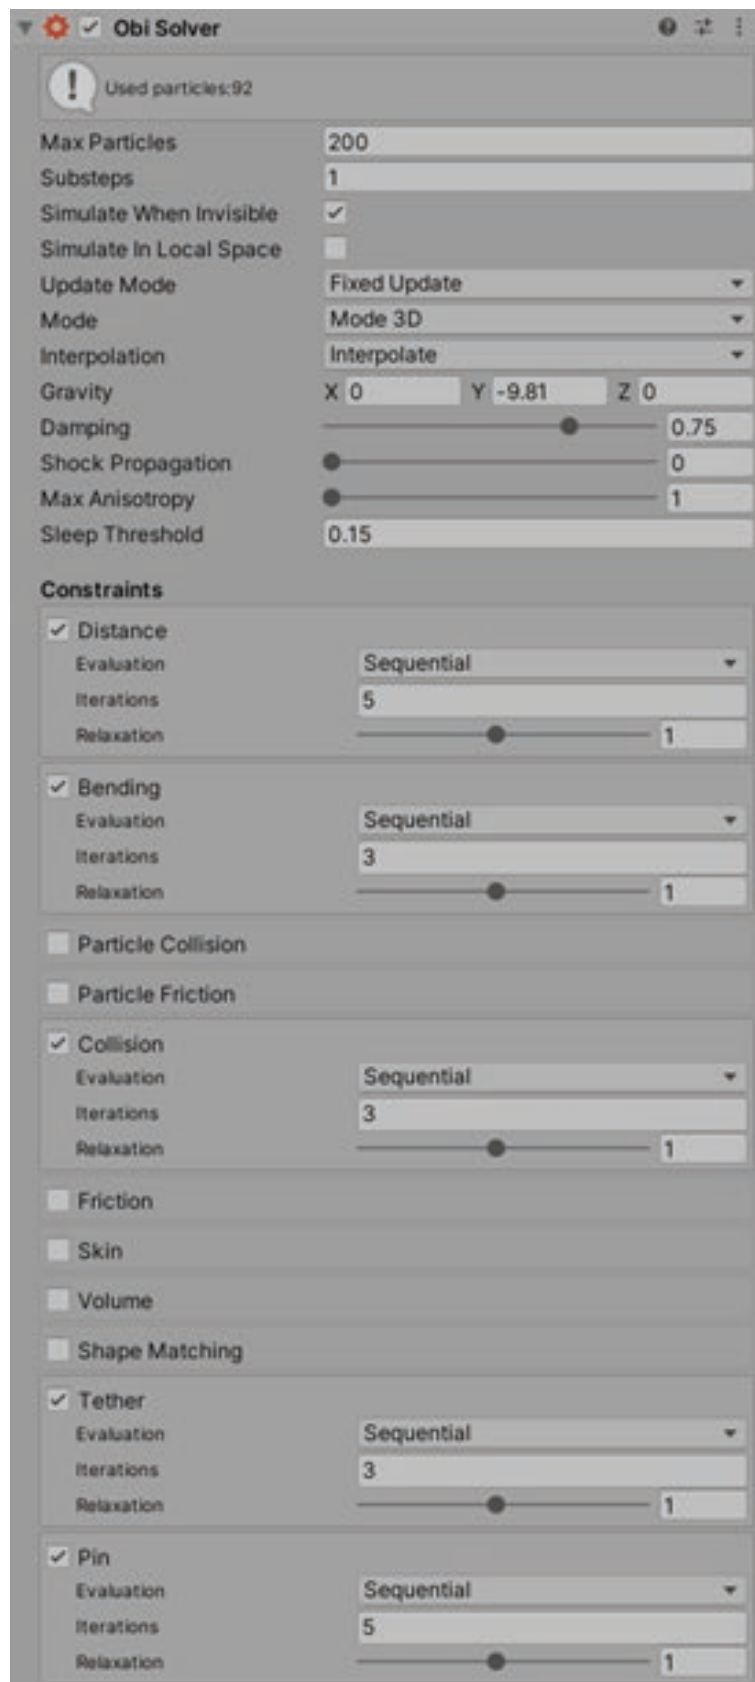 Obi Solver
! Used particles:92
Max Particles 200
Substeps 1
Simulate When Invisible
Simulate In Local Space
Update Mode Fixed Update
Mode Mode 3D
Interpolation Interpolate
Gravity X 0 Y -9.81 Z 0
Damping 0.75
Shock Propagation 0
Max Anisotropy 1
Sleep Threshold 0.15
Constraints
Distance
Evaluation Sequential
Iterations 5
Relaxation 1
Bending
Evaluation Sequential
Iterations 3
Relaxation 1
Particle Collision
Particle Friction
Collision
Evaluation Sequential
Iterations 3
Relaxation 1
Friction
Skin
Volume
Shape Matching
Tether
Evaluation Sequential
Iterations 3
Relaxation 1
Pin
Evaluation Sequential
Iterations 5
Relaxation 1